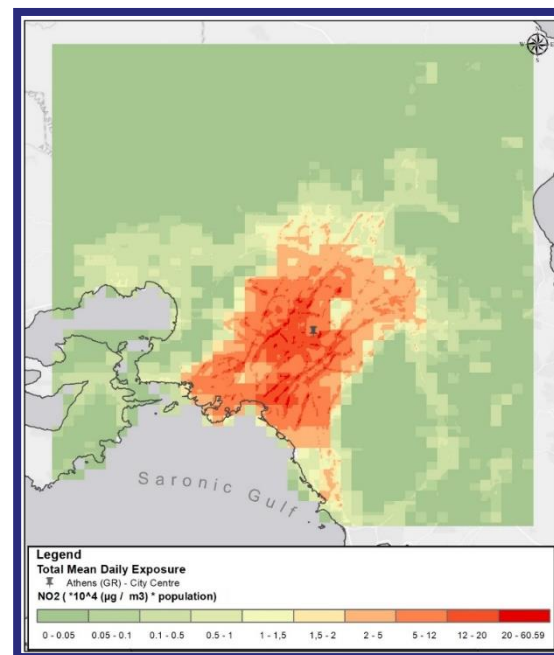 Saronic Gulf
Legend
Total Mean Daily Exposure
Athens (GR) - City Centre
NO2 ( *10^4 (µg / m3) * population)
0 - 0.05 0.05 - 0.1 0.1 - 0.5 0.5 - 1 1 - 1,5 1,5 - 2 2 - 5 5 - 12 12 - 20 20 - 60.59